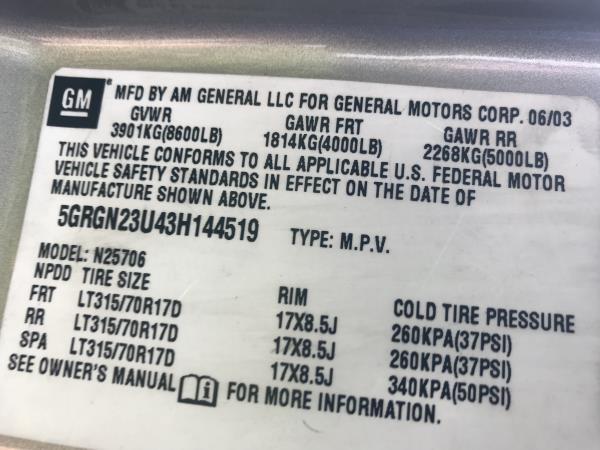 GM MFD BY AM GENERAL LLC FOR GENERAL MOTORS CORP. 06/03
GVWR GAWR FRT GAWR RR
3901KG(8600LB) 1814KG(4000LB) 2268KG(5000LB)
THIS VEHICLE CONFORMS TO ALL APPLICABLE U.S. FEDERAL MOTOR
VEHICLE SAFETY STANDARDS IN EFFECT ON THE DATE OF
MANUFACTURE SHOWN ABOVE.
5GRGN23U43H144519 TYPE: M.P.V.
MODEL: N25706
NPDD TIRE SIZE RIM COLD TIRE PRESSURE
FRT LT315/70R17D 17X8.5J 260KPA(37PSI)
RR LT315/70R17D 17X8.5J 260KPA(37PSI)
SPA LT315/70R17D 17X8.5J 340KPA(50PSI)
SEE OWNER'S MANUAL FOR MORE INFORMATION.